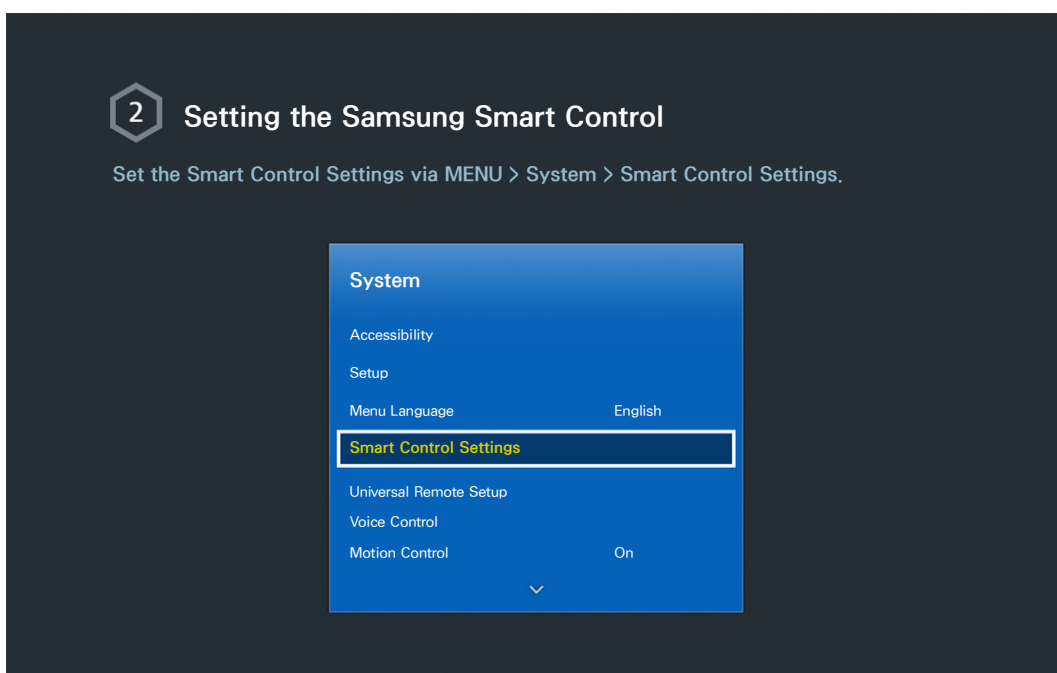 2
Setting the Samsung Smart Control
Set the Smart Control Settings via MENU > System > Smart Control Settings.
System
Accessibility
Setup
Menu Language English
Smart Control Settings
Universal Remote Setup
Voice Control
Motion Control On